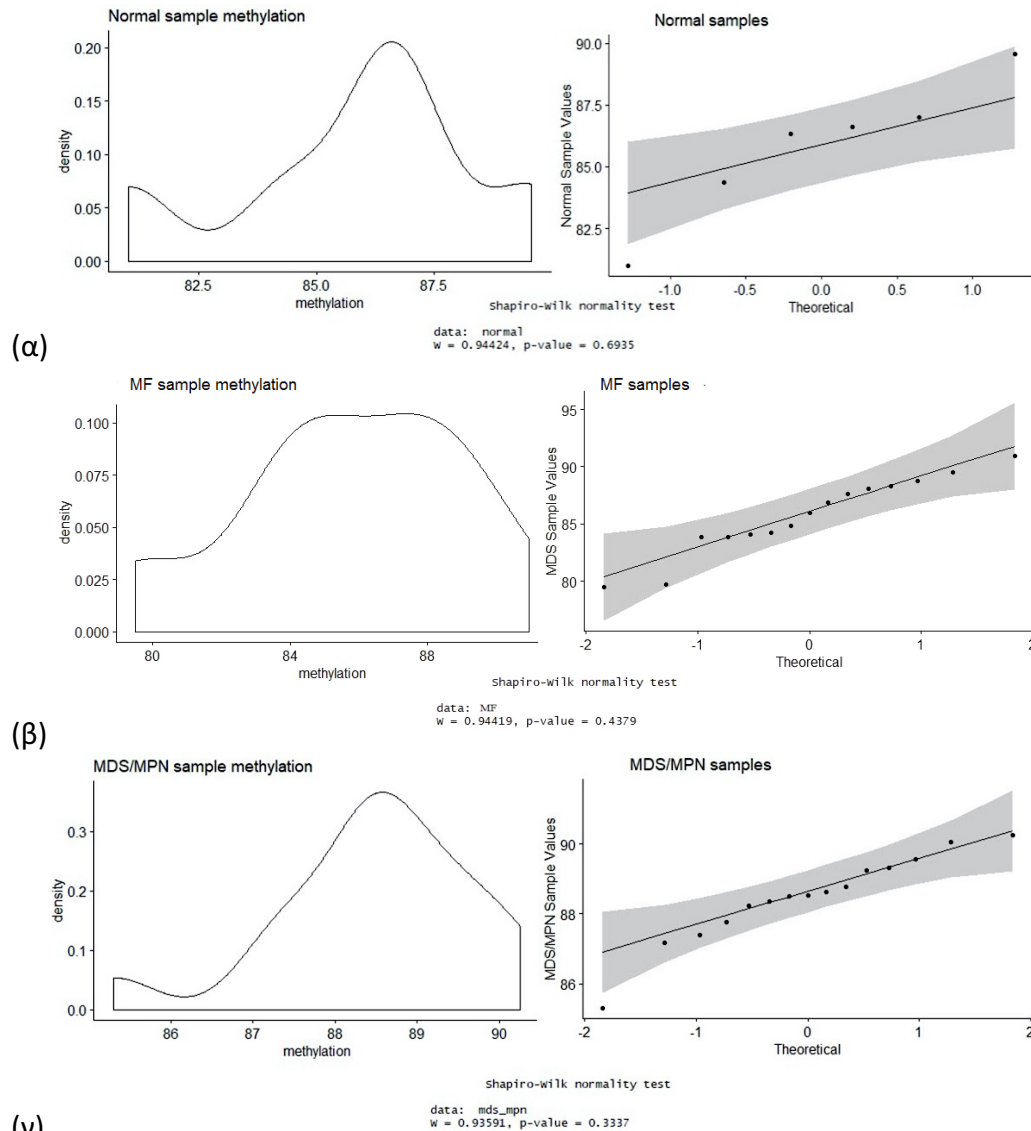 Normal sample methylation
Normal samples
density
0.20
0.15
0.10
0.05
0.00
82.5 85.0 87.5
methylation
Normal Sample Values
90.0
87.5
85.0
82.5
-1.0 -0.5 0.0 0.5 1.0
Theoretical
Shapiro-Wilk normality test
data: normal
W = 0.94424, p-value = 0.6935
(α)
MF sample methylation
MF samples
density
0.100
0.075
0.050
0.025
0.000
80 84 88
methylation
MDS Sample Values
95
90
85
80
-2 -1 0 1 2
Theoretical
Shapiro-Wilk normality test
data: MF
W = 0.94419, p-value = 0.4379
(β)
MDS/MPN sample methylation
MDS/MPN samples
density
0.3
0.2
0.1
0.0
86 87 88 89 90
methylation
MDS/MPN Sample Values
90
88
86
-2 -1 0 1 2
Theoretical
Shapiro-Wilk normality test
data: mds_mpn
W = 0.93591, p-value = 0.3337
(γ)